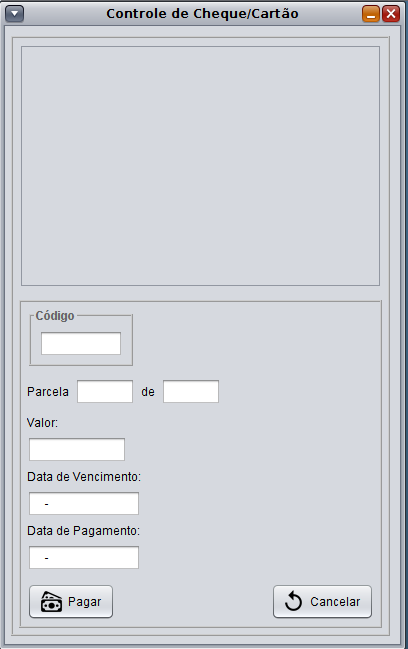 Controle de Cheque/Cartão
Código
Parcela de
Valor:
Data de Vencimento:
-
Data de Pagamento:
-
Pagar Cancelar